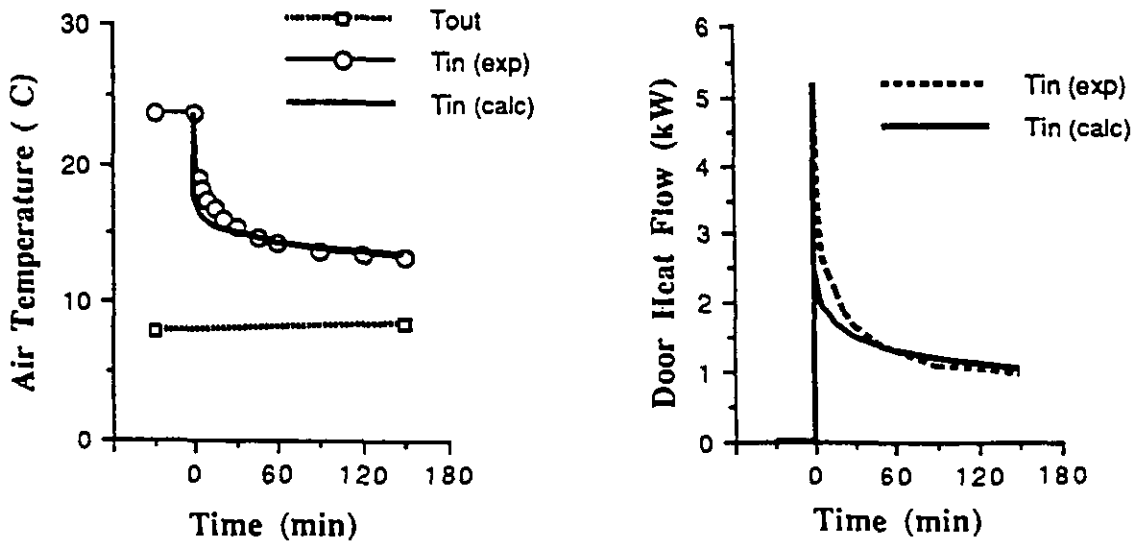 30
20
10
0
Air Temperature ( C)
Tout
Tin (exp)
Tin (calc)
0 60 120 180
Time (min)
6
5
4
3
2
1
0
Door Heat Flow (kW)
Tin (exp)
Tin (calc)
0 60 120 180
Time (min)